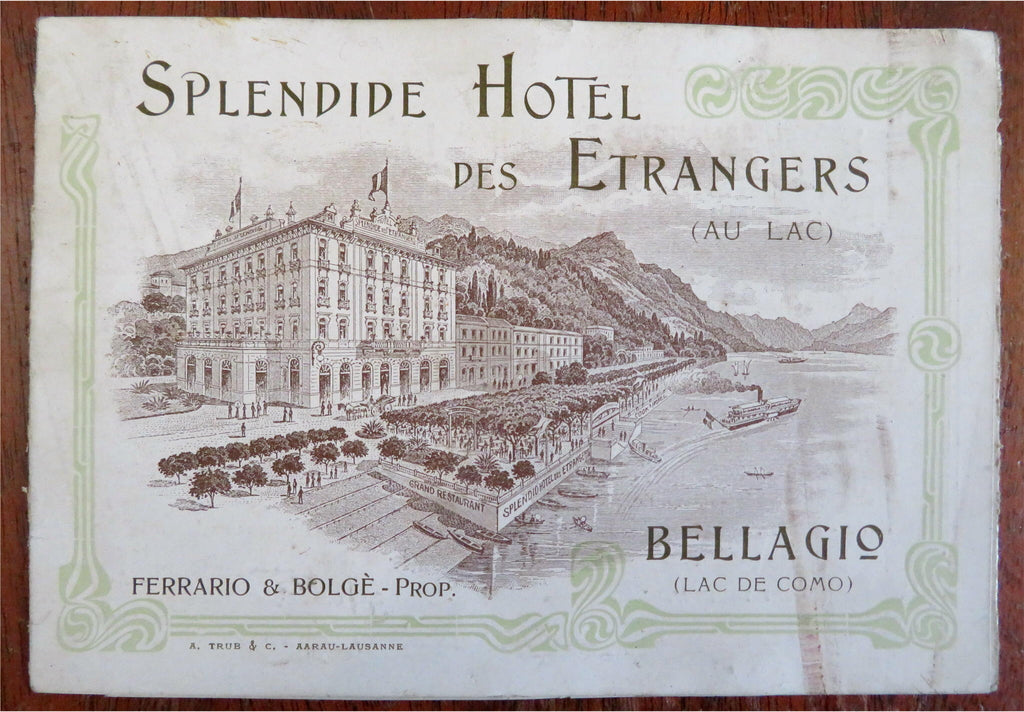 SPLENDIDE HOTEL
DES ETRANGERS
(AU LAC)
GRAND RESTAURANT
SPLENDID HOTEL DES ETRANGERS
BELLAGIO
(LAC DE COMO)
FERRARIO & BOLGÈ - PROP.
A. TRUB & C. - AARAU-LAUSANNE